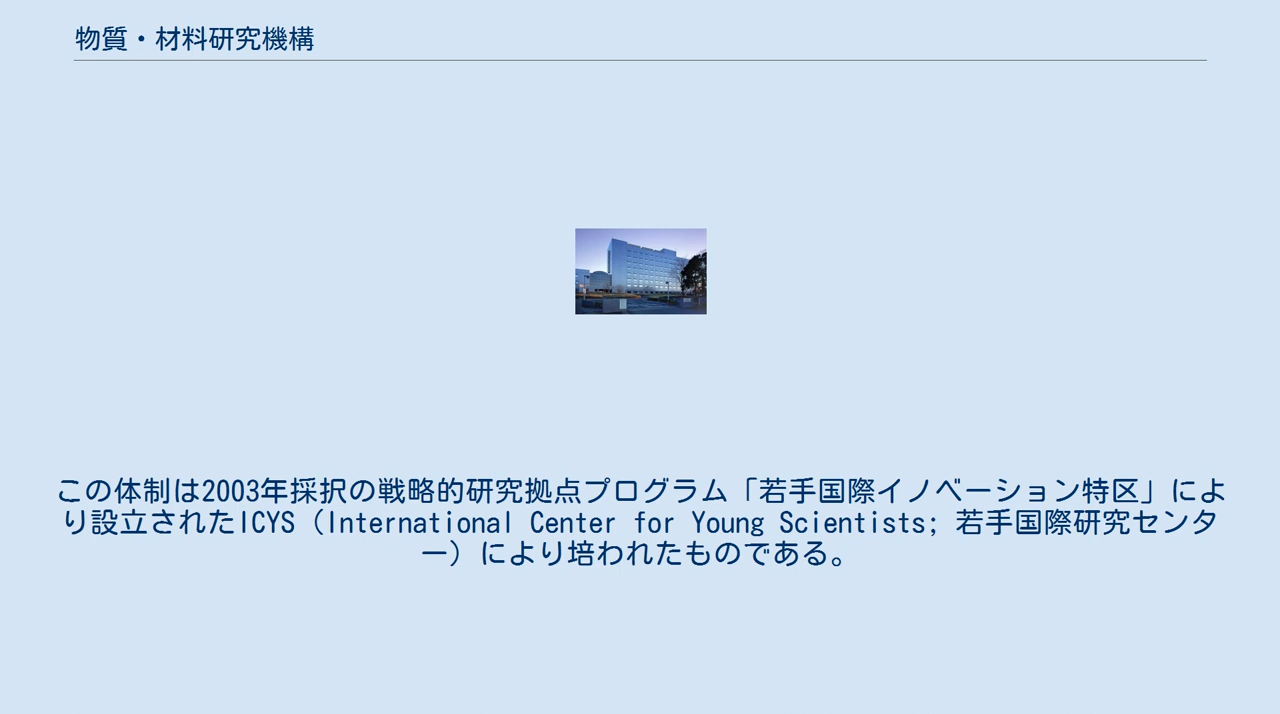 物質・材料研究機構
この体制は2003年採択の戦略的研究拠点プログラム「若手国際イノベーション特区」によ
り設立されたICYS（International Center for Young Scientists; 若手国際研究センタ
ー）により培われたものである。